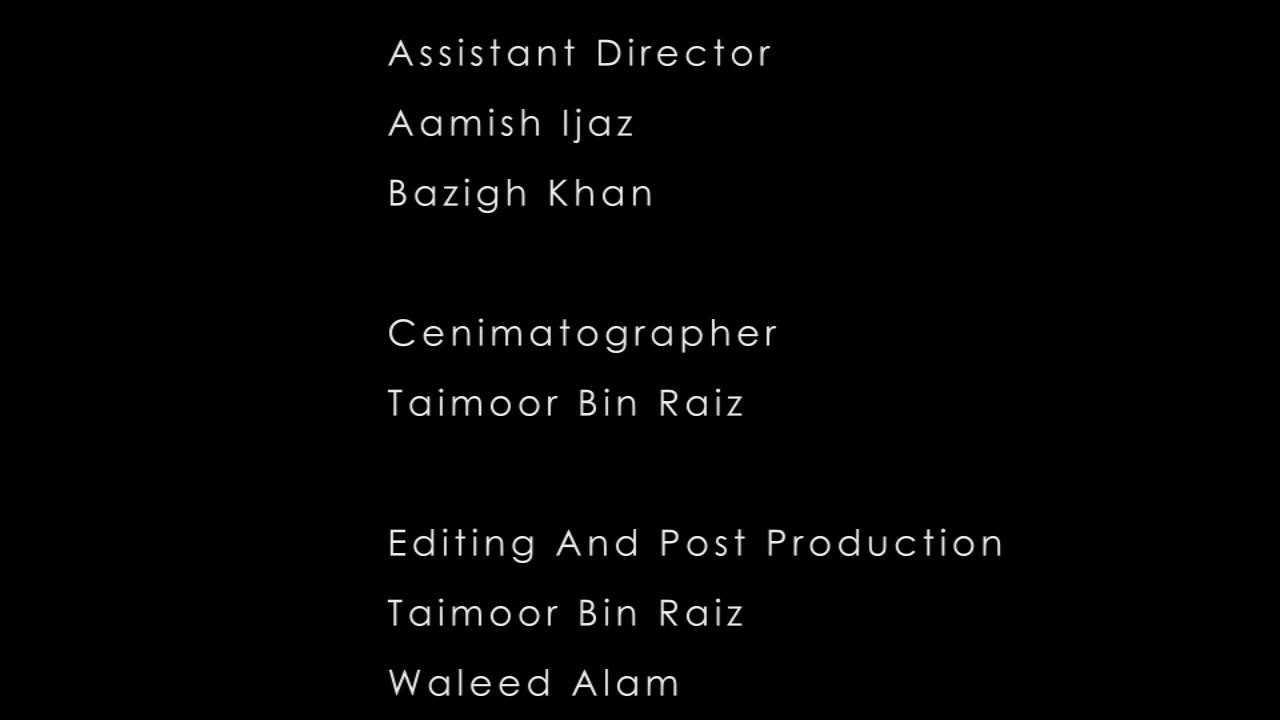 Assistant Director
Aamish Ijaz
Bazigh Khan
Cenimatographer
Taimoor Bin Raiz
Editing And Post Production
Taimoor Bin Raiz
Waleed Alam